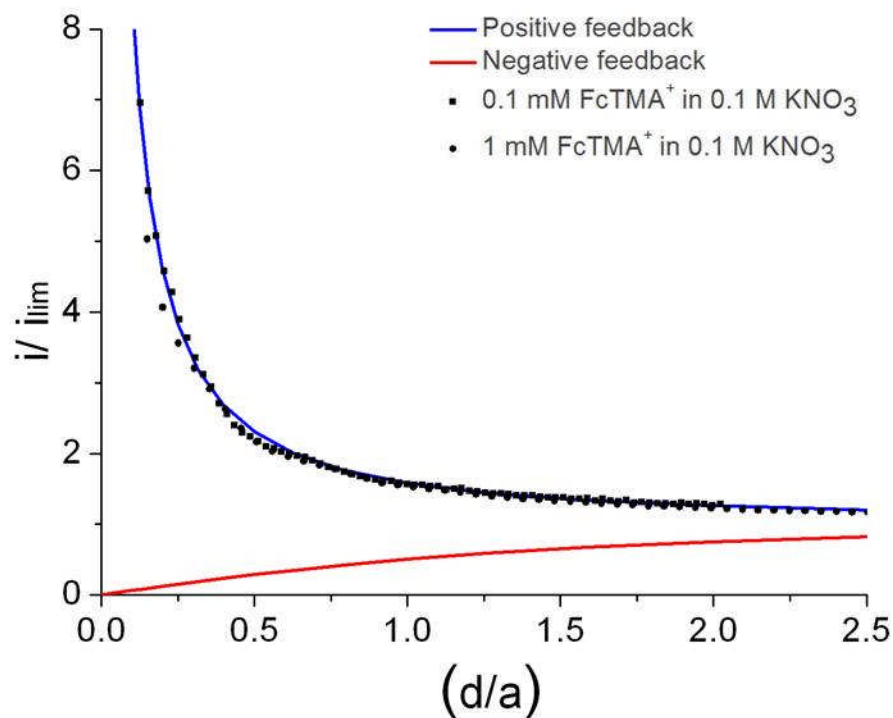 8
Positive feedback
Negative feedback
0.1 mM FcTMA⁺ in 0.1 M KNO₃
1 mM FcTMA⁺ in 0.1 M KNO₃
6
4
2
0
i/ i_lim
0.0 0.5 1.0 1.5 2.0 2.5
(d/a)